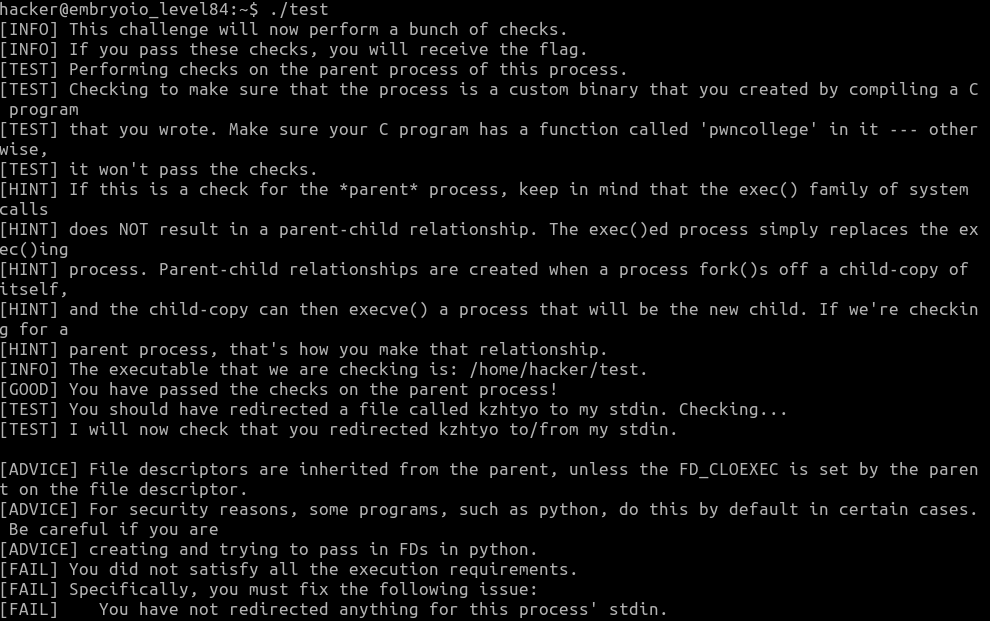 hacker@embryoio_level84:~$ ./test
[INFO] This challenge will now perform a bunch of checks.
[INFO] If you pass these checks, you will receive the flag.
[TEST] Performing checks on the parent process of this process.
[TEST] Checking to make sure that the process is a custom binary that you created by compiling a C
 program
[TEST] that you wrote. Make sure your C program has a function called 'pwncollege' in it --- other
wise,
[TEST] it won't pass the checks.
[HINT] If this is a check for the *parent* process, keep in mind that the exec() family of system
calls
[HINT] does NOT result in a parent-child relationship. The exec()ed process simply replaces the ex
ec()ing
[HINT] process. Parent-child relationships are created when a process fork()s off a child-copy of
itself,
[HINT] and the child-copy can then execve() a process that will be the new child. If we're checkin
g for a
[HINT] parent process, that's how you make that relationship.
[INFO] The executable that we are checking is: /home/hacker/test.
[GOOD] You have passed the checks on the parent process!
[TEST] You should have redirected a file called kzhtyo to my stdin. Checking...
[TEST] I will now check that you redirected kzhtyo to/from my stdin.

[ADVICE] File descriptors are inherited from the parent, unless the FD_CLOEXEC is set by the paren
t on the file descriptor.
[ADVICE] For security reasons, some programs, such as python, do this by default in certain cases.
 Be careful if you are
[ADVICE] creating and trying to pass in FDs in python.
[FAIL] You did not satisfy all the execution requirements.
[FAIL] Specifically, you must fix the following issue:
[FAIL]    You have not redirected anything for this process' stdin.